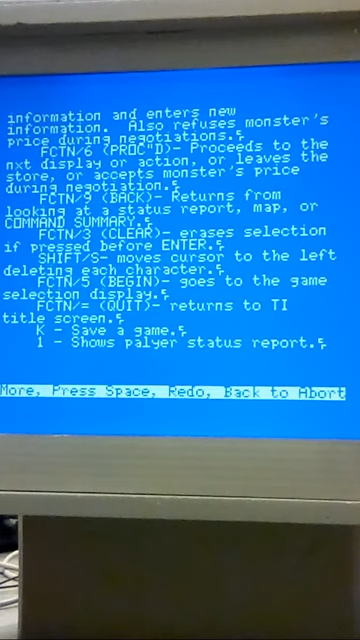 information and enters new
information.  Also refuses monster's
price during negotiations.␍
     FCTN/6 (PROC"D)- Proceeds to the
nxt display or action, or leaves the
store, or accepts monster's price
during negotiation.␍
     FCTN/9 (BACK)- Returns from
looking at a status report, map, or
COMMAND SUMMARY.␍
     FCTN/3 (CLEAR)- erases selection
if pressed before ENTER.␍
     SHIFT/S- moves cursor to the left
deleting each character.␍
     FCTN/5 (BEGIN)- goes to the game
selection display.␍
     FCTN/= (QUIT)- returns to TI
title screen.␍
     K - Save a game.␍
     1 - Shows palyer status report.␍
More, Press Space, Redo, Back to Abort